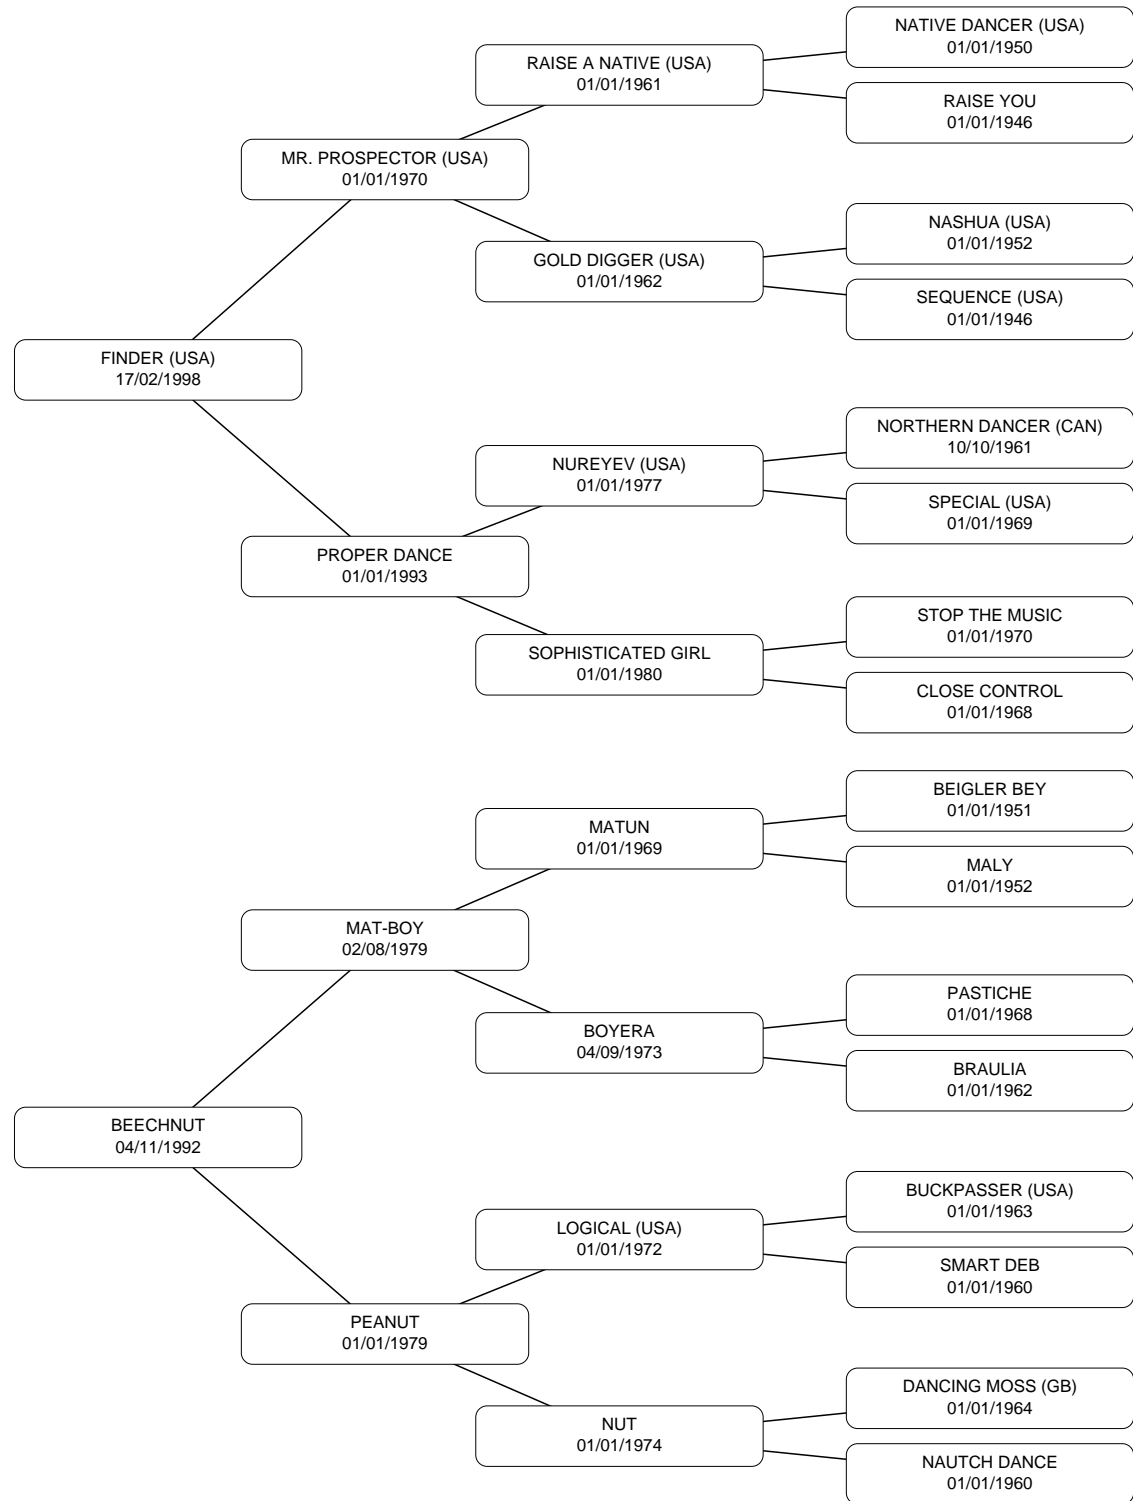 NATIVE DANCER (USA)
01/01/1950
RAISE A NATIVE (USA)
01/01/1961
RAISE YOU
01/01/1946
MR. PROSPECTOR (USA)
01/01/1970
NASHUA (USA)
01/01/1952
GOLD DIGGER (USA)
01/01/1962
SEQUENCE (USA)
01/01/1946
FINDER (USA)
17/02/1998
NORTHERN DANCER (CAN)
10/10/1961
NUREYEV (USA)
01/01/1977
SPECIAL (USA)
01/01/1969
PROPER DANCE
01/01/1993
STOP THE MUSIC
01/01/1970
SOPHISTICATED GIRL
01/01/1980
CLOSE CONTROL
01/01/1968
BEIGLER BEY
01/01/1951
MATUN
01/01/1969
MALY
01/01/1952
MAT-BOY
02/08/1979
PASTICHE
01/01/1968
BOYERA
04/09/1973
BRAULIA
01/01/1962
BEECHNUT
04/11/1992
BUCKPASSER (USA)
01/01/1963
LOGICAL (USA)
01/01/1972
SMART DEB
01/01/1960
PEANUT
01/01/1979
DANCING MOSS (GB)
01/01/1964
NUT
01/01/1974
NAUTCH DANCE
01/01/1960